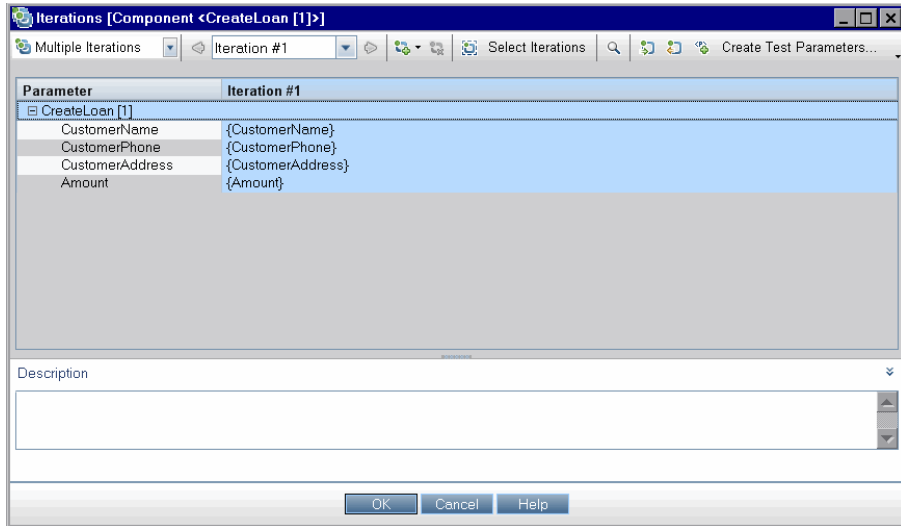 Iterations [Component <CreateLoan [1]>]
Multiple Iterations Iteration #1 Select Iterations Create Test Parameters...
Parameter Iteration #1
CreateLoan [1]
CustomerName {CustomerName}
CustomerPhone {CustomerPhone}
CustomerAddress {CustomerAddress}
Amount {Amount}
Description
OK Cancel Help